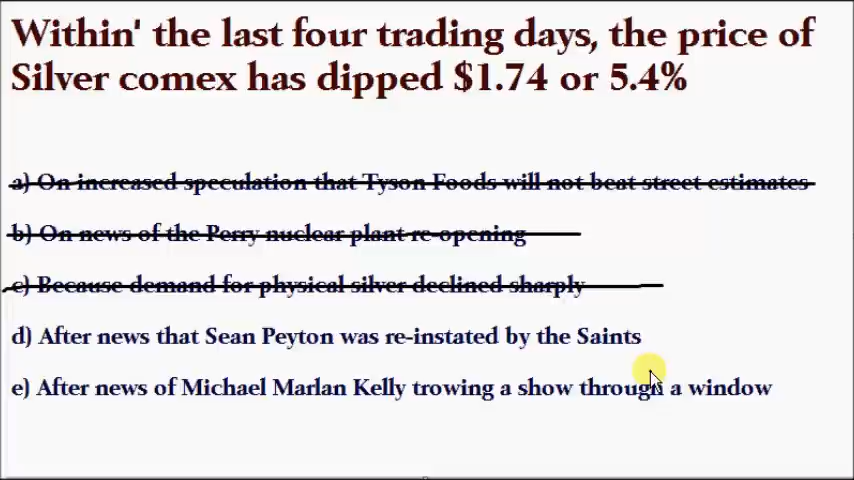 Within' the last four trading days, the price of
Silver comex has dipped $1.74 or 5.4%
a) On increased speculation that Tyson Foods will not beat street estimates
b) On news of the Perry nuclear plant re-opening
c) Because demand for physical silver declined sharply
d) After news that Sean Peyton was re-instated by the Saints
e) After news of Michael Marlan Kelly trowing a show through a window